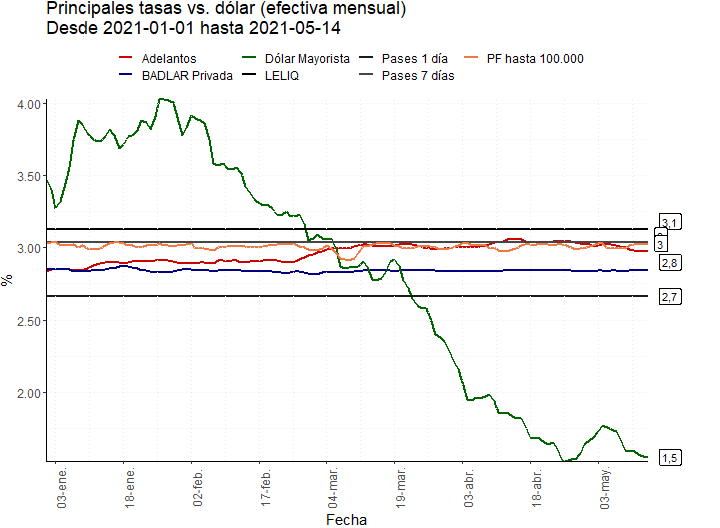 Principales tasas vs. dólar (efectiva mensual)
Desde 2021-01-01 hasta 2021-05-14
Adelantos
Dólar Mayorista
Pases 1 día
PF hasta 100.000
BADLAR Privada
LELIQ
Pases 7 días
4.00
3.50
3.00
2.50
2.00
%
3,1
3
2,8
2,7
1,5
03-ene.
18-ene.
02-feb.
17-feb.
04-mar.
19-mar.
03-abr.
18-abr.
03-may.
Fecha